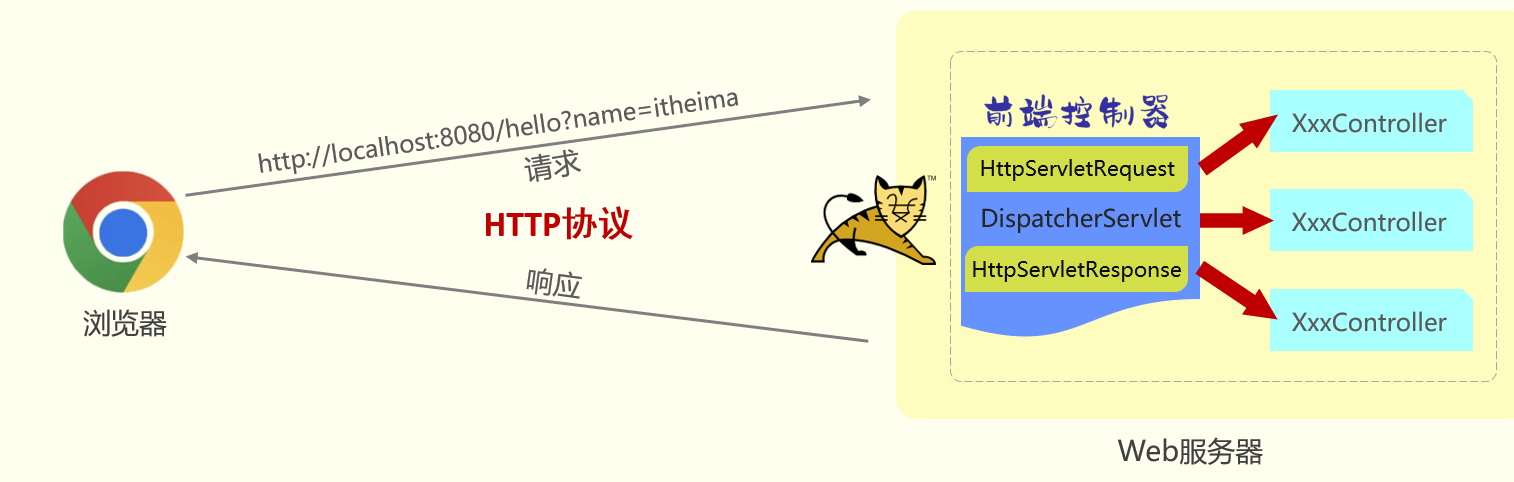 http://localhost:8080/hello?name=itheima
请求
HTTP协议
响应
浏览器
TM
前端控制器
HttpServletRequest
DispatcherServlet
HttpServletResponse
XxxController
XxxController
XxxController
Web服务器